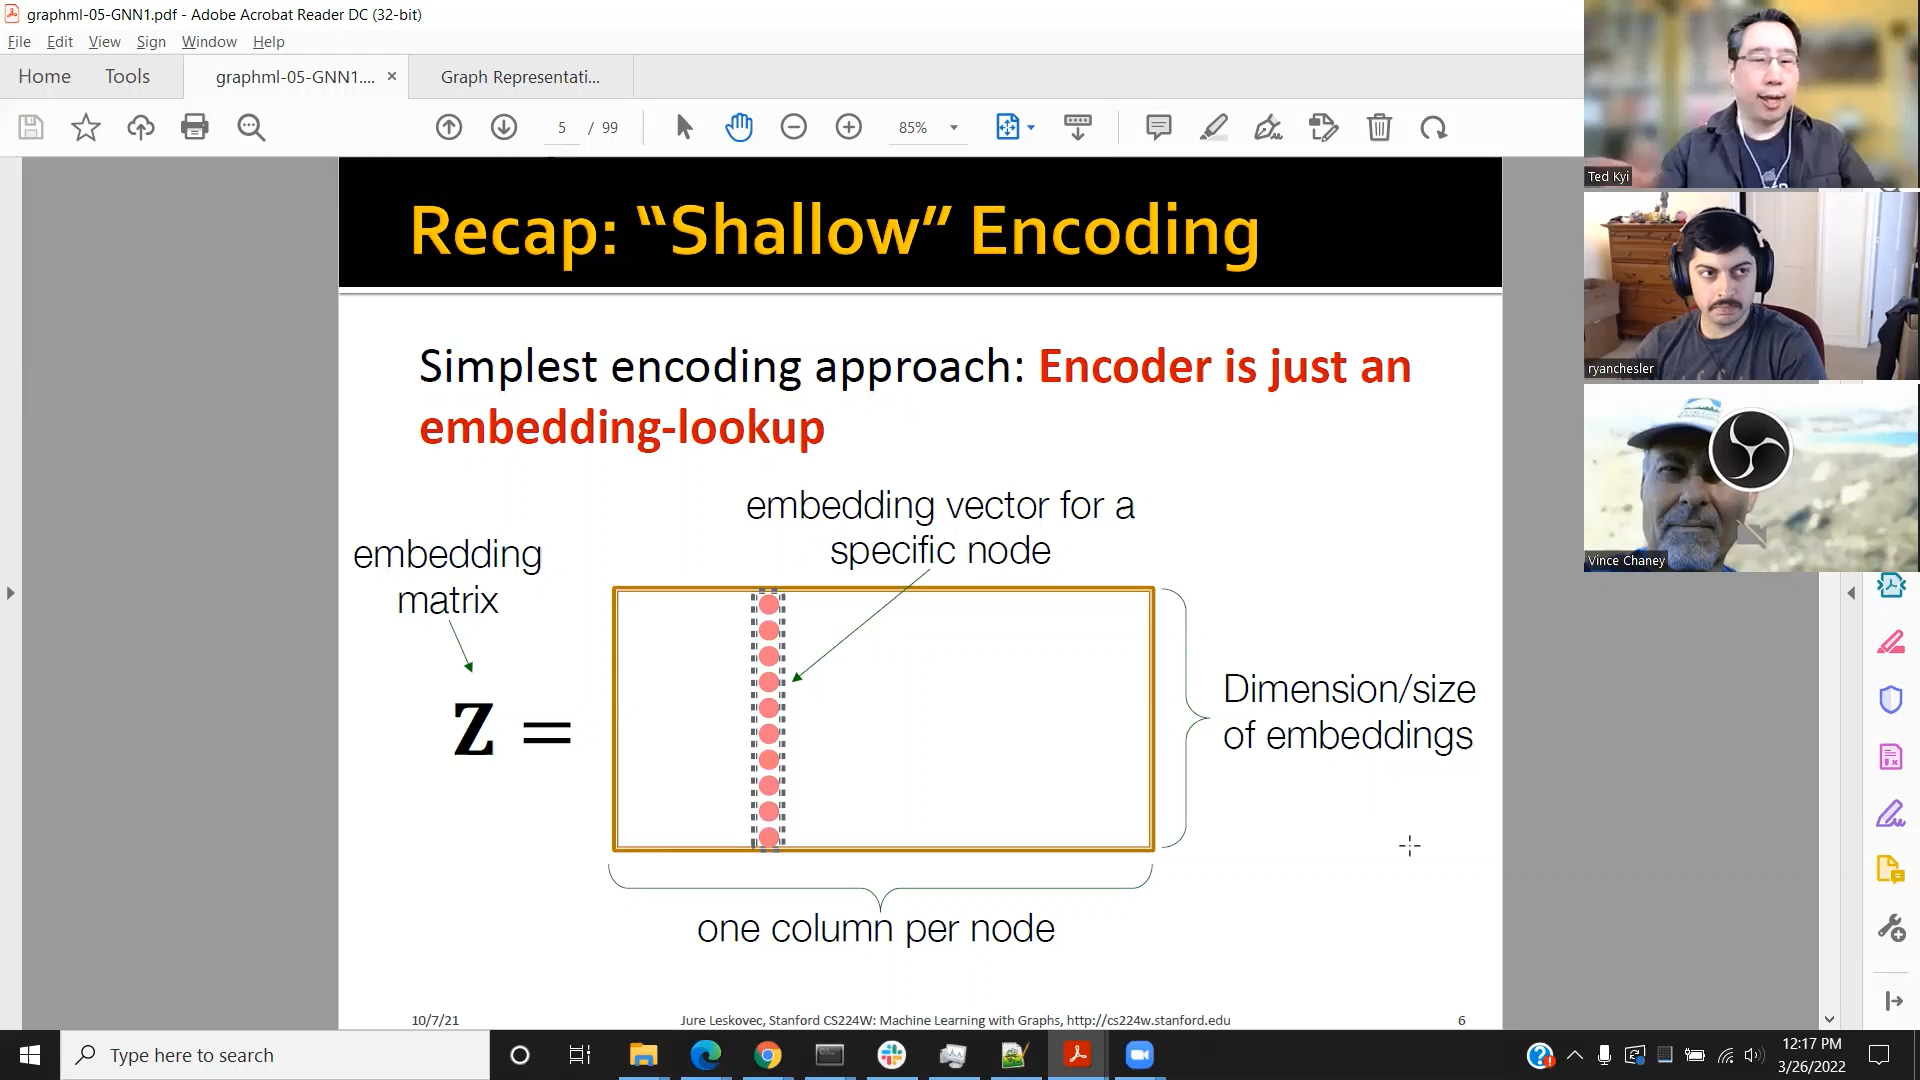 graphml-05-GNN1.pdf - Adobe Acrobat Reader DC (32-bit)
File Edit View Sign Window Help
Home Tools graphml-05-GNN1.... × Graph Representati...
5 / 99 85%
Recap: “Shallow” Encoding
Simplest encoding approach: Encoder is just an
embedding-lookup
embedding vector for a
specific node
embedding
matrix
Z =
Dimension/size
of embeddings
one column per node
10/7/21 Jure Leskovec, Stanford CS224W: Machine Learning with Graphs, http://cs224w.stanford.edu 6
Ted Kyi
ryanchesler
Vince Chaney
Type here to search
12:17 PM
3/26/2022